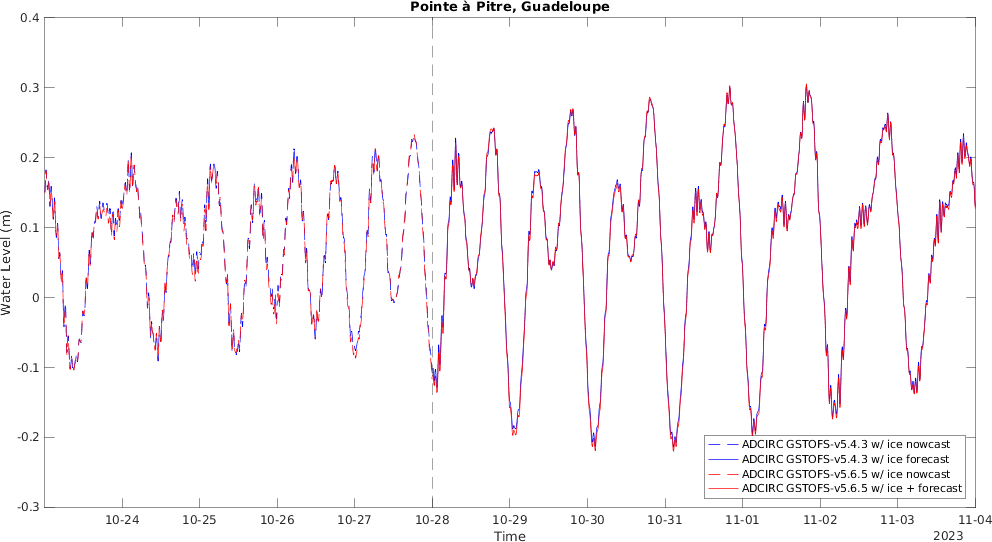 Pointe à Pitre, Guadeloupe
0.4
0.3
0.2
0.1
0
-0.1
-0.2
-0.3
Water Level (m)
10-24 10-25 10-26 10-27 10-28 10-29 10-30 10-31 11-01 11-02 11-03 11-04
Time
2023
ADCIRC GSTOFS-v5.4.3 w/ ice nowcast
ADCIRC GSTOFS-v5.4.3 w/ ice forecast
ADCIRC GSTOFS-v5.6.5 w/ ice nowcast
ADCIRC GSTOFS-v5.6.5 w/ ice + forecast